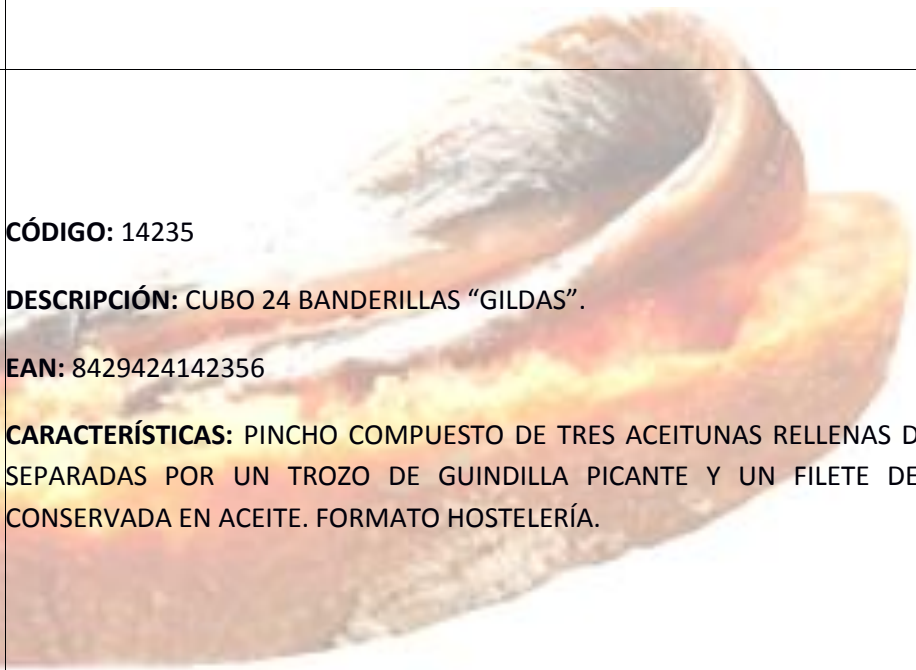 CÓDIGO: 14235
DESCRIPCIÓN: CUBO 24 BANDERILLAS “GILDAS”.
EAN: 8429424142356
CARACTERÍSTICAS: PINCHO COMPUESTO DE TRES ACEITUNAS RELLENAS
SEPARADAS POR UN TROZO DE GUINDILLA PICANTE Y UN FILETE DE
CONSERVADA EN ACEITE. FORMATO HOSTELERÍA.